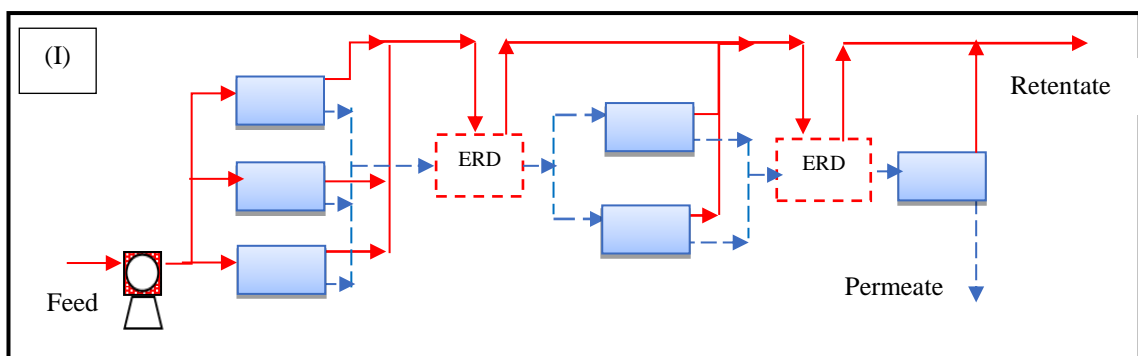 (I)
Retentate
ERD
ERD
Feed
Permeate